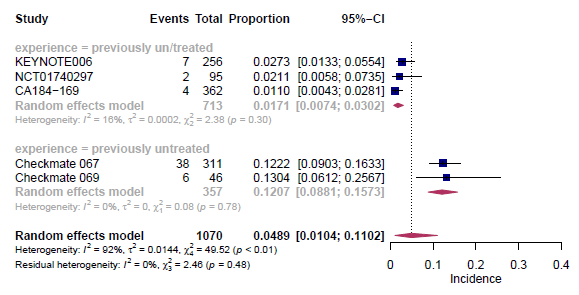 Study Events Total Proportion 95%−CI
experience = previously un/treated
KEYNOTE006 7 256 0.0273 [0.0133; 0.0554]
NCT01740297 2 95 0.0211 [0.0058; 0.0735]
CA184−169 4 362 0.0110 [0.0043; 0.0281]
Random effects model 713 0.0171 [0.0074; 0.0302]
Heterogeneity: I² = 16%, τ² = 0.0002, χ²₂ = 2.38 (p = 0.30)
experience = previously untreated
Checkmate 067 38 311 0.1222 [0.0903; 0.1633]
Checkmate 069 6 46 0.1304 [0.0612; 0.2567]
Random effects model 357 0.1207 [0.0881; 0.1573]
Heterogeneity: I² = 0%, τ² = 0, χ²₁ = 0.08 (p = 0.78)
Random effects model 1070 0.0489 [0.0104; 0.1102]
Heterogeneity: I² = 92%, τ² = 0.0144, χ²₄ = 49.52 (p < 0.01)
Residual heterogeneity: I² = 0%, χ²₃ = 2.46 (p = 0.48)
0 0.1 0.2 0.3 0.4
Incidence